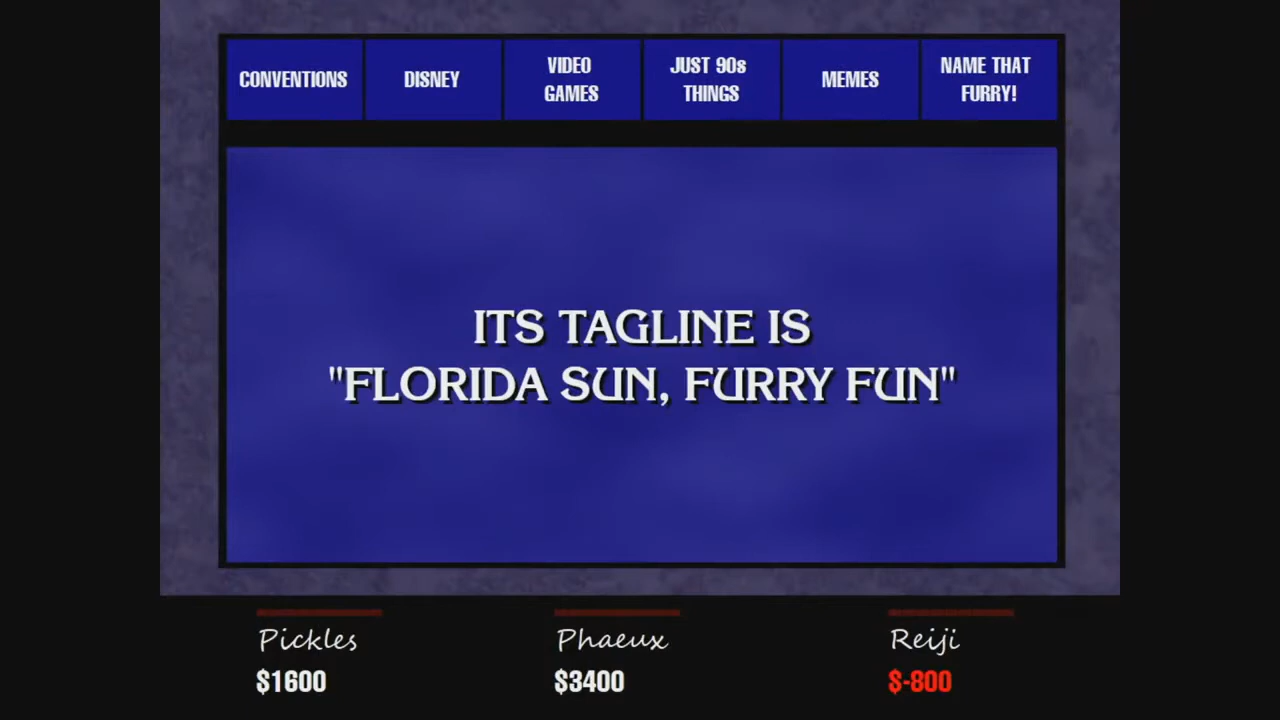 CONVENTIONS
DISNEY
VIDEO
GAMES
JUST 90s
THINGS
MEMES
NAME THAT
FURRY!
ITS TAGLINE IS
"FLORIDA SUN, FURRY FUN"
Pickles
$1600
Phaeux
$3400
Reiji
$-800